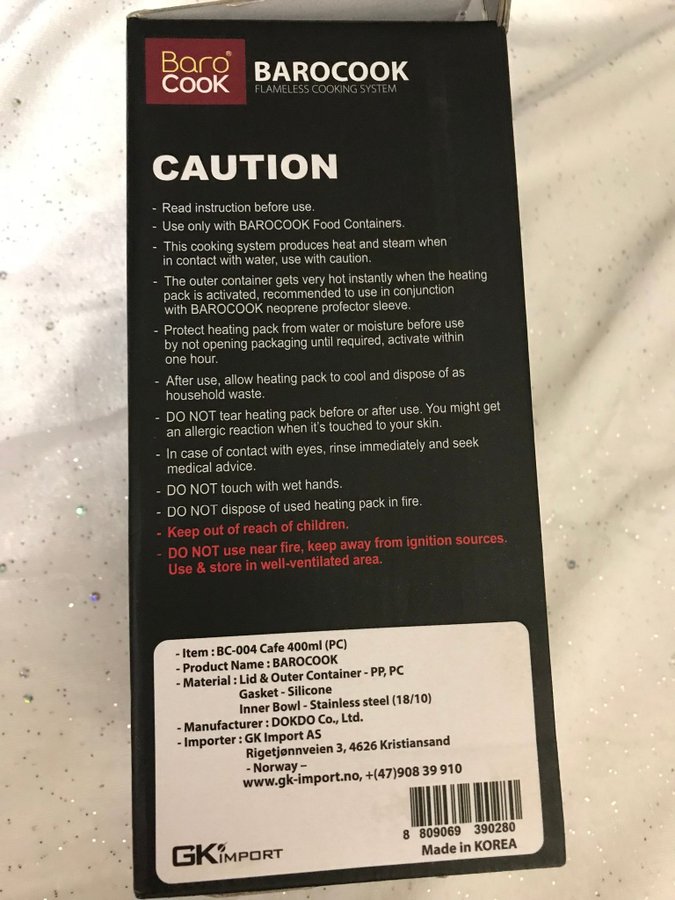 Baro®
COOK
BAROCOOK
FLAMELESS COOKING SYSTEM
CAUTION
- Read instruction before use.
- Use only with BAROCOOK Food Containers.
- This cooking system produces heat and steam when
in contact with water, use with caution.
- The outer container gets very hot instantly when the heating
pack is activated, recommended to use in conjunction
with BAROCOOK neoprene profector sleeve.
- Protect heating pack from water or moisture before use
by not opening packaging until required, activate within
one hour.
- After use, allow heating pack to cool and dispose of as
household waste.
- DO NOT tear heating pack before or after use. You might get
an allergic reaction when it's touched to your skin.
- In case of contact with eyes, rinse immediately and seek
medical advice.
- DO NOT touch with wet hands.
- DO NOT dispose of used heating pack in fire.
- Keep out of reach of children.
- DO NOT use near fire, keep away from ignition sources.
Use & store in well-ventilated area.
- Item : BC-004 Cafe 400ml (PC)
- Product Name : BAROCOOK
- Material : Lid & Outer Container - PP, PC
Gasket - Silicone
Inner Bowl - Stainless steel (18/10)
- Manufacturer : DOKDO Co., Ltd.
- Importer : GK Import AS
Rigetjønnveien 3, 4626 Kristiansand
- Norway –
www.gk-import.no, +(47)908 39 910
8 809069 390280
GK IMPORT
Made in KOREA